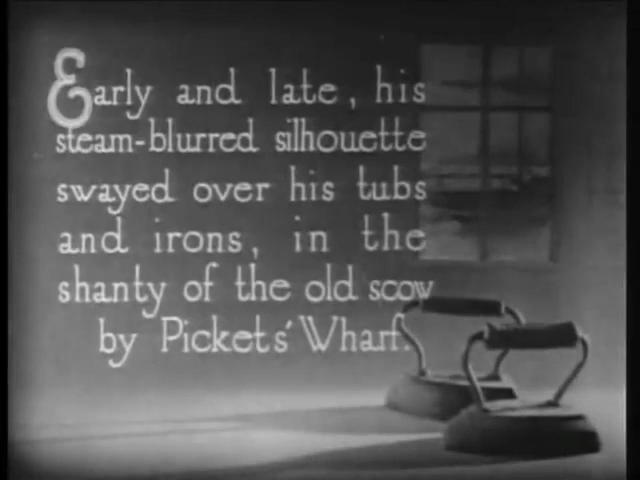 Early and late, his
steam-blurred silhouette
swayed over his tubs
and irons, in the
shanty of the old scow
by Pickets' Wharf.